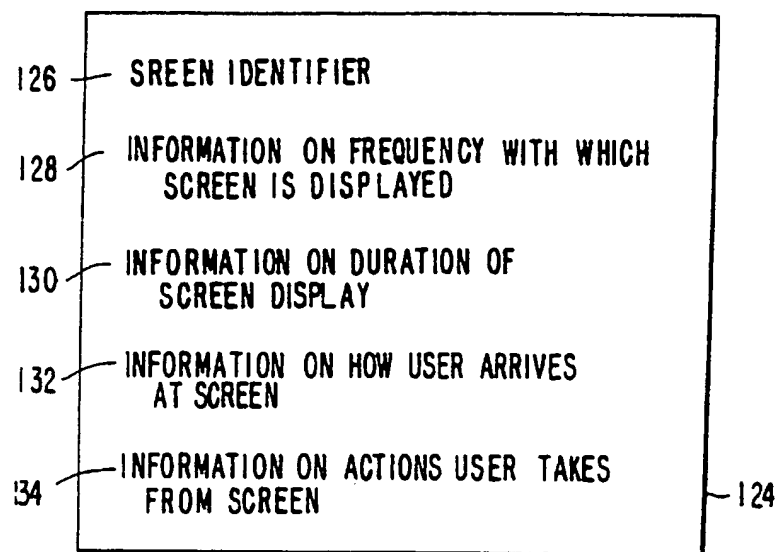 126 SREEN IDENTIFIER
128 INFORMATION ON FREQUENCY WITH WHICH
SCREEN IS DISPLAYED
130 INFORMATION ON DURATION OF
SCREEN DISPLAY
132 INFORMATION ON HOW USER ARRIVES
AT SCREEN
134 INFORMATION ON ACTIONS USER TAKES
FROM SCREEN
124